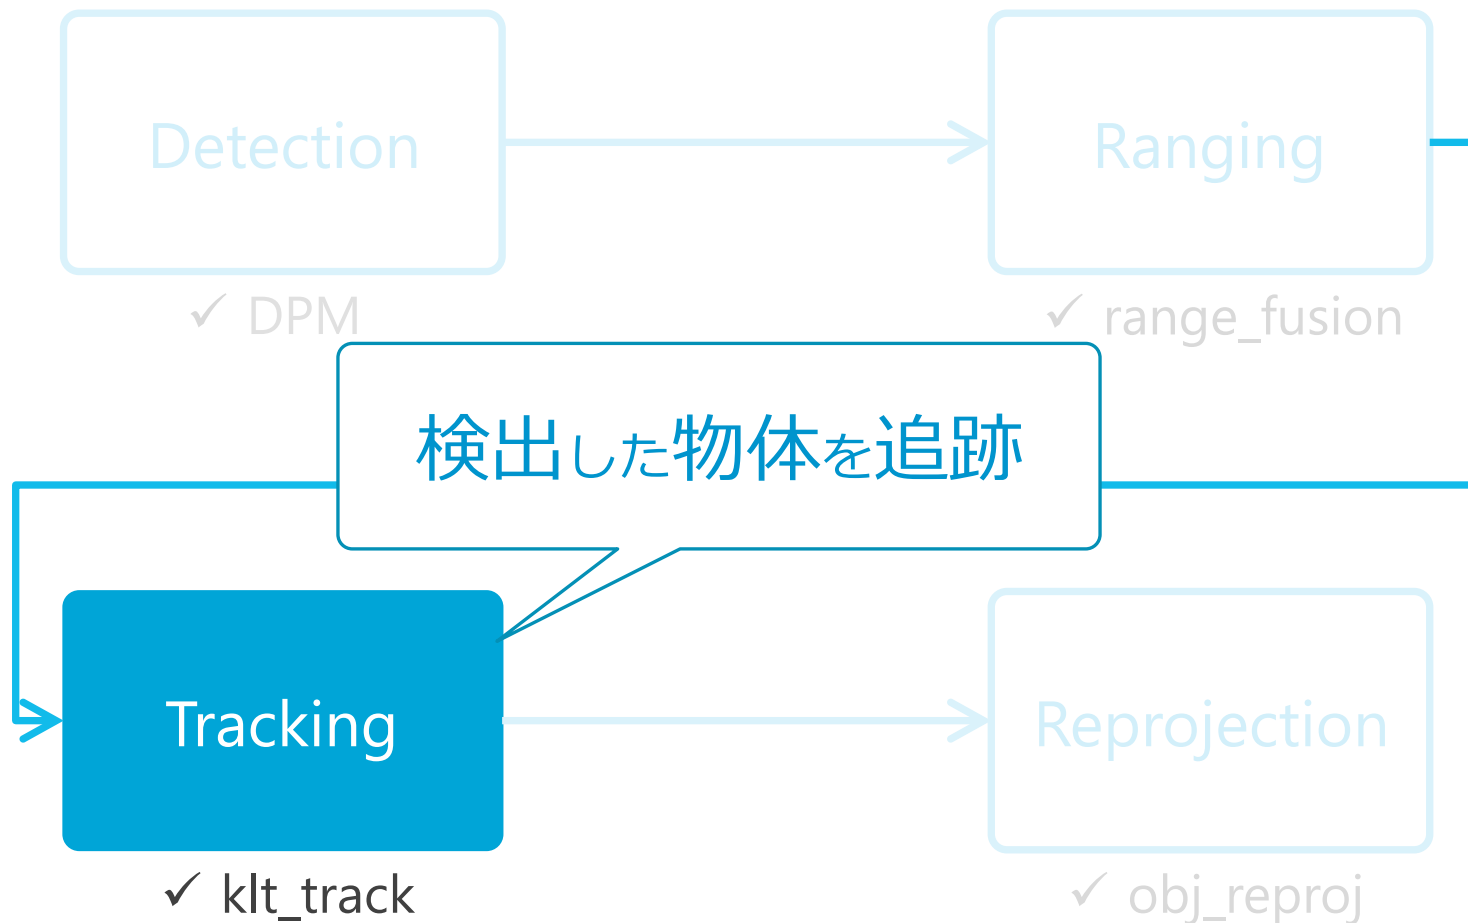 Detection
Ranging
✓ DPM
✓ range_fusion
検出した物体を追跡
Tracking
Reprojection
✓ klt_track
✓ obj_reproj